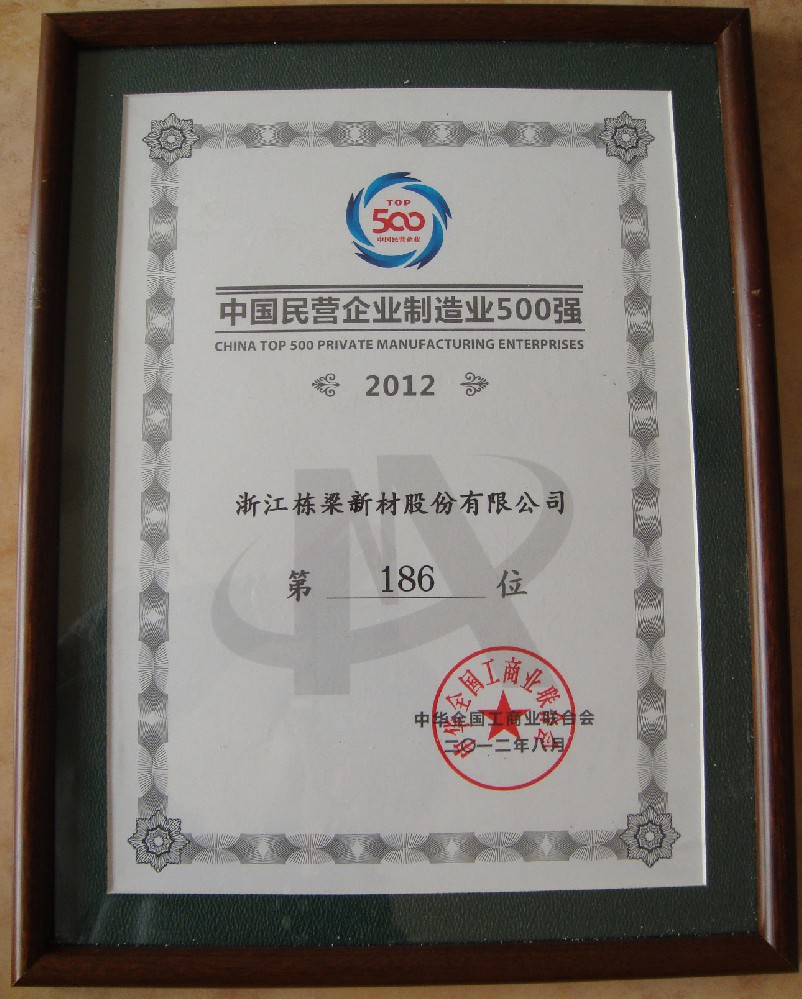 TOP
500
中国民营企业
中国民营企业制造业500强
CHINA TOP 500 PRIVATE MANUFACTURING ENTERPRISES
2012
浙江栋梁新材股份有限公司
第 186 位
中华全国工商业联合会
中华全国工商业联合会
二〇一二年八月